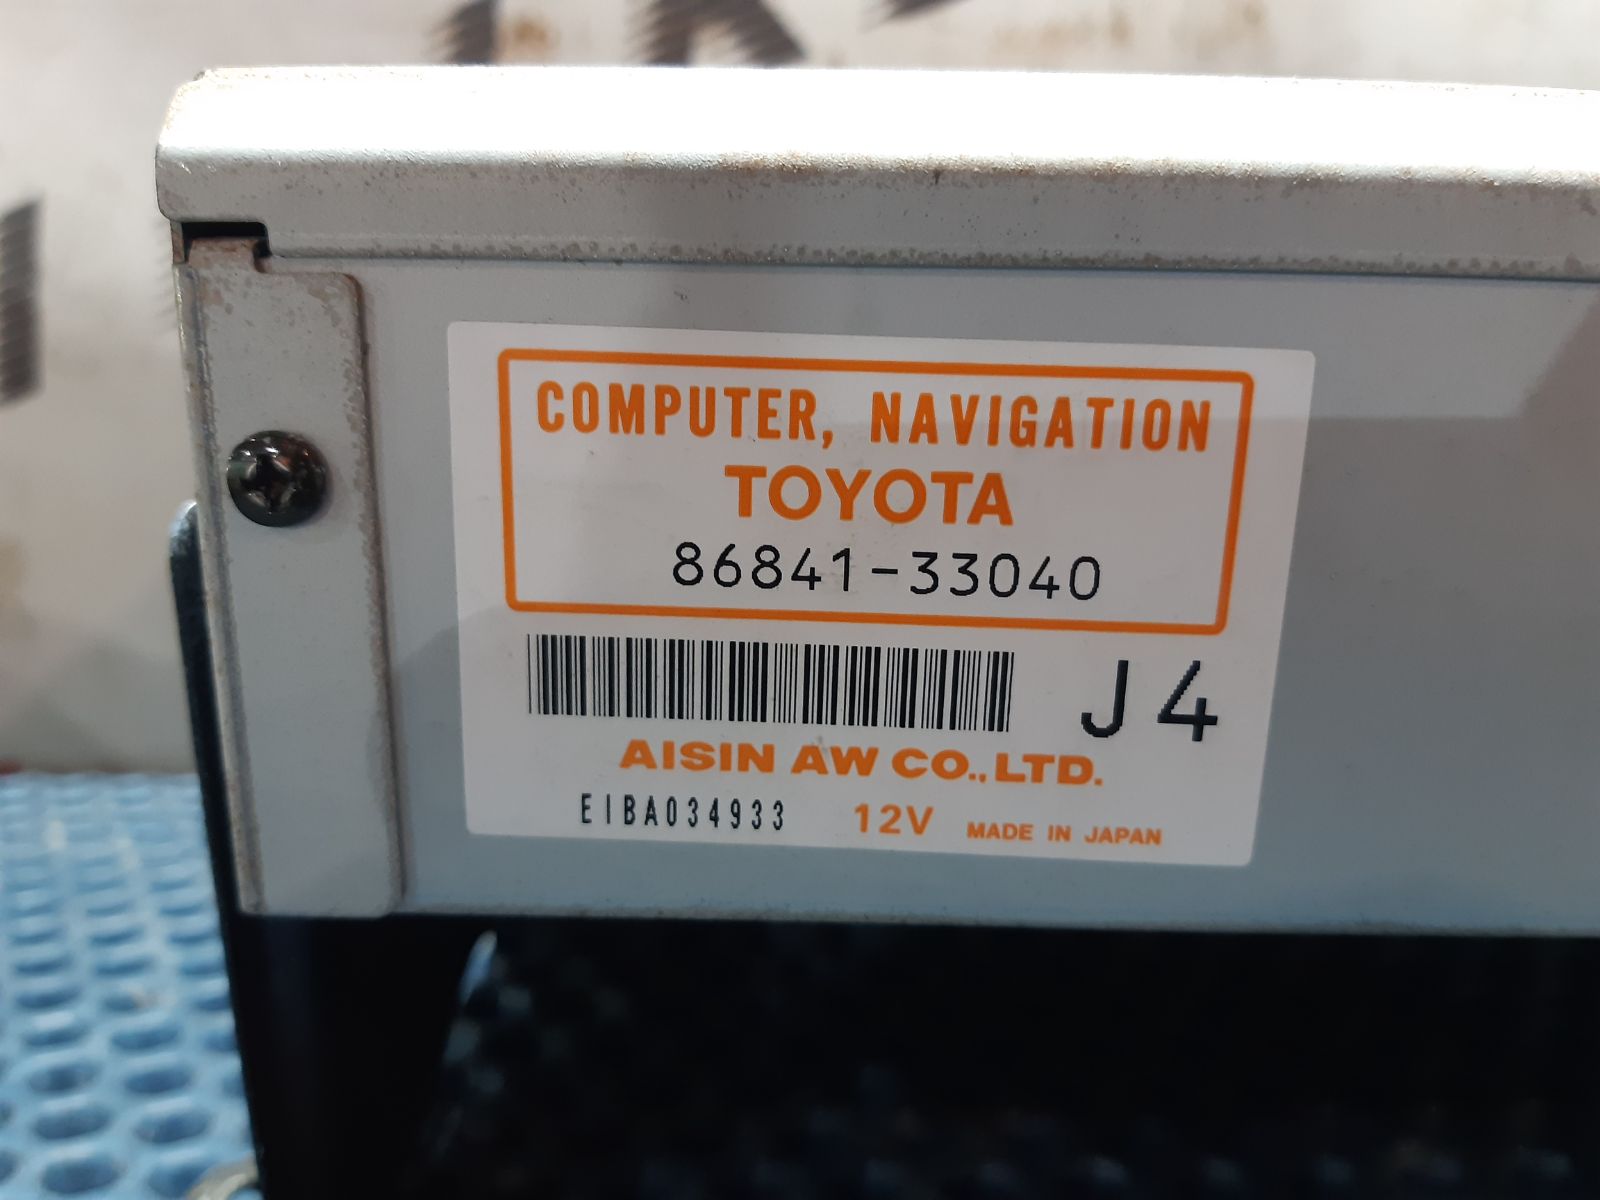 COMPUTER, NAVIGATION
TOYOTA
86841-33040
J4
AISIN AW CO.,LTD.
EIBA034933 12V MADE IN JAPAN